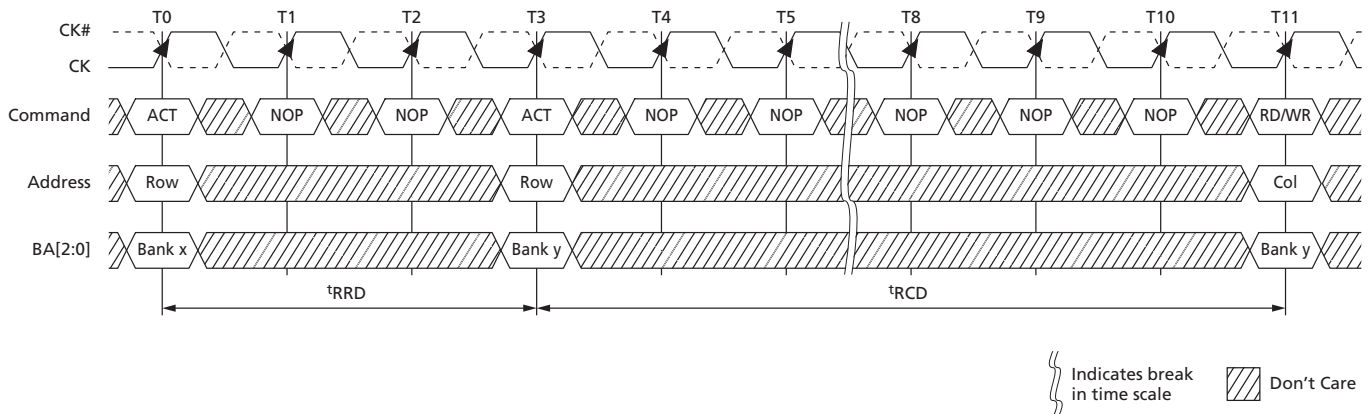 T0 T1 T2 T3 T4 T5 T8 T9 T10 T11
CK#
CK
Command ACT NOP NOP ACT NOP NOP NOP NOP NOP RD/WR
Address Row Row Col
BA[2:0] Bank x Bank y Bank y
tRRD tRCD
Indicates break
in time scale
Don't Care